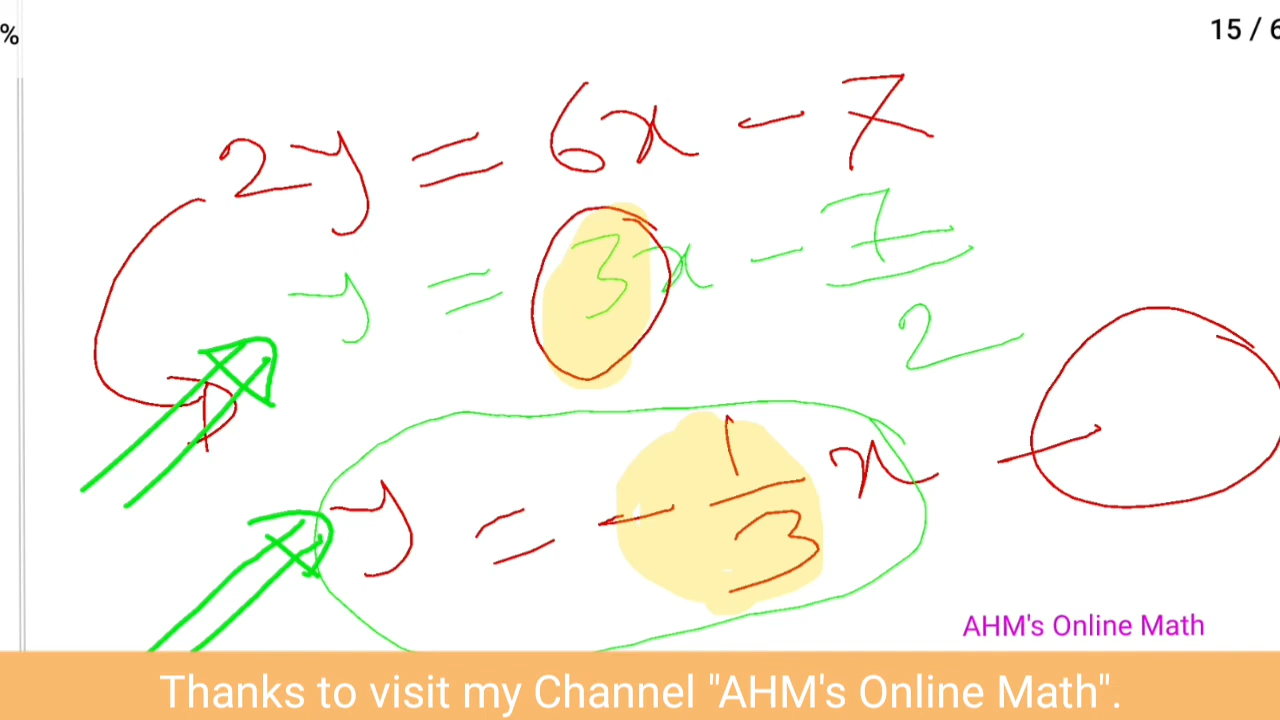 %
15 / 6
2y = 6x - 7
y = 3x - 7/2
y = - 1/3 x -
AHM's Online Math
Thanks to visit my Channel "AHM's Online Math".